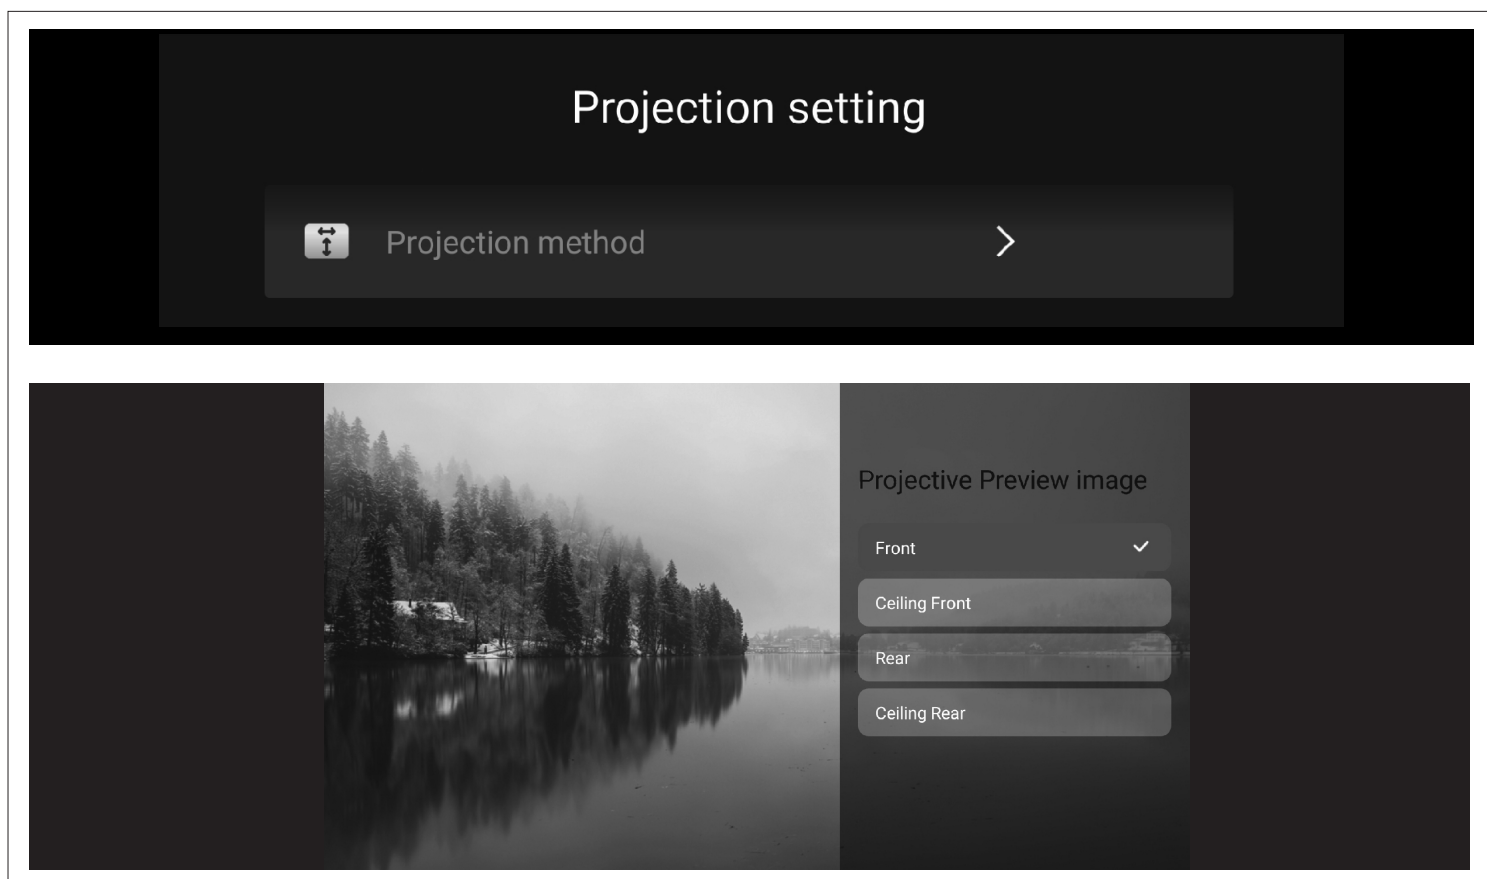 Projection setting
Projection method
Projective Preview image
Front
Ceiling Front
Rear
Ceiling Rear